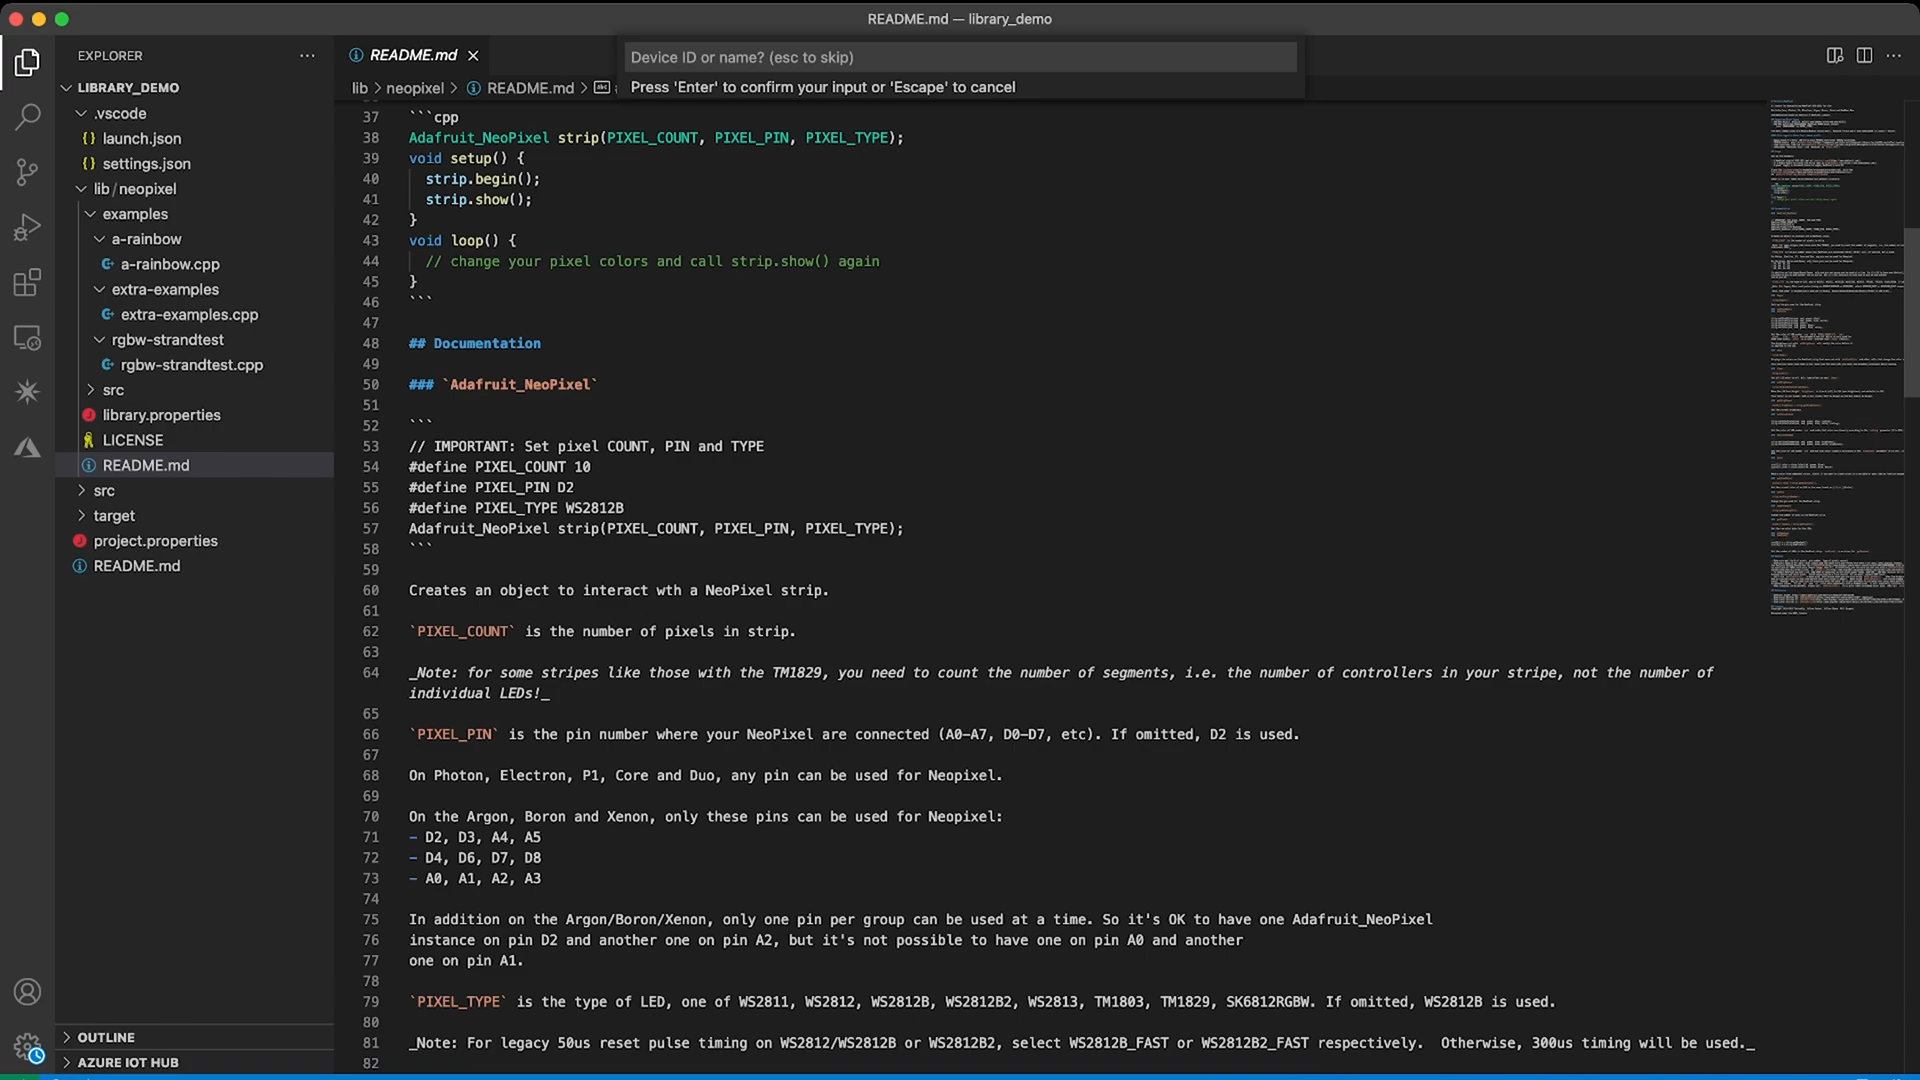 README.md — library_demo
EXPLORER
LIBRARY_DEMO
.vscode
{} launch.json
{} settings.json
lib / neopixel
examples
a-rainbow
a-rainbow.cpp
extra-examples
extra-examples.cpp
rgbw-strandtest
rgbw-strandtest.cpp
src
library.properties
LICENSE
README.md
src
target
project.properties
README.md
OUTLINE
AZURE IOT HUB
README.md
lib > neopixel > README.md >
Device ID or name? (esc to skip)
Press 'Enter' to confirm your input or 'Escape' to cancel
37 ```cpp
38 Adafruit_NeoPixel strip(PIXEL_COUNT, PIXEL_PIN, PIXEL_TYPE);
39 void setup() {
40 strip.begin();
41 strip.show();
42 }
43 void loop() {
44 // change your pixel colors and call strip.show() again
45 }
46 ```
47
48 ## Documentation
49
50 ### `Adafruit_NeoPixel`
51
52 ```
53 // IMPORTANT: Set pixel COUNT, PIN and TYPE
54 #define PIXEL_COUNT 10
55 #define PIXEL_PIN D2
56 #define PIXEL_TYPE WS2812B
57 Adafruit_NeoPixel strip(PIXEL_COUNT, PIXEL_PIN, PIXEL_TYPE);
58 ```
59
60 Creates an object to interact wth a NeoPixel strip.
61
62 `PIXEL_COUNT` is the number of pixels in strip.
63
64 _Note: for some stripes like those with the TM1829, you need to count the number of segments, i.e. the number of controllers in your stripe, not the number of
individual LEDs!_
65
66 `PIXEL_PIN` is the pin number where your NeoPixel are connected (A0-A7, D0-D7, etc). If omitted, D2 is used.
67
68 On Photon, Electron, P1, Core and Duo, any pin can be used for Neopixel.
69
70 On the Argon, Boron and Xenon, only these pins can be used for Neopixel:
71 - D2, D3, A4, A5
72 - D4, D6, D7, D8
73 - A0, A1, A2, A3
74
75 In addition on the Argon/Boron/Xenon, only one pin per group can be used at a time. So it's OK to have one Adafruit_NeoPixel
76 instance on pin D2 and another one on pin A2, but it's not possible to have one on pin A0 and another
77 one on pin A1.
78
79 `PIXEL_TYPE` is the type of LED, one of WS2811, WS2812, WS2812B, WS2812B2, WS2813, TM1803, TM1829, SK6812RGBW. If omitted, WS2812B is used.
80
81 _Note: For legacy 50us reset pulse timing on WS2812/WS2812B or WS2812B2, select WS2812B_FAST or WS2812B2_FAST respectively.  Otherwise, 300us timing will be used._
82